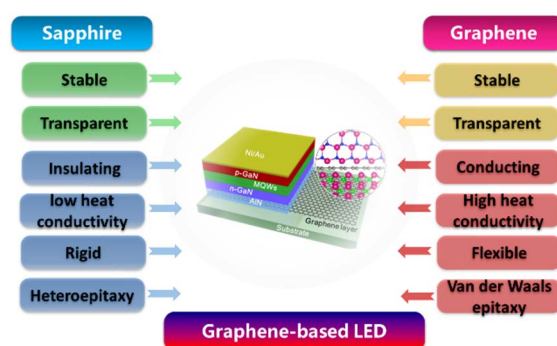 Sapphire
Stable
Transparent
Insulating
low heat
conductivity
Rigid
Heteroepitaxy
Ni/Au
p-GaN
MQWs
n-GaN
AlN
Graphene layer
Substrate
Graphene
Stable
Transparent
Conducting
High heat
conductivity
Flexible
Van der Waals
epitaxy
Graphene-based LED